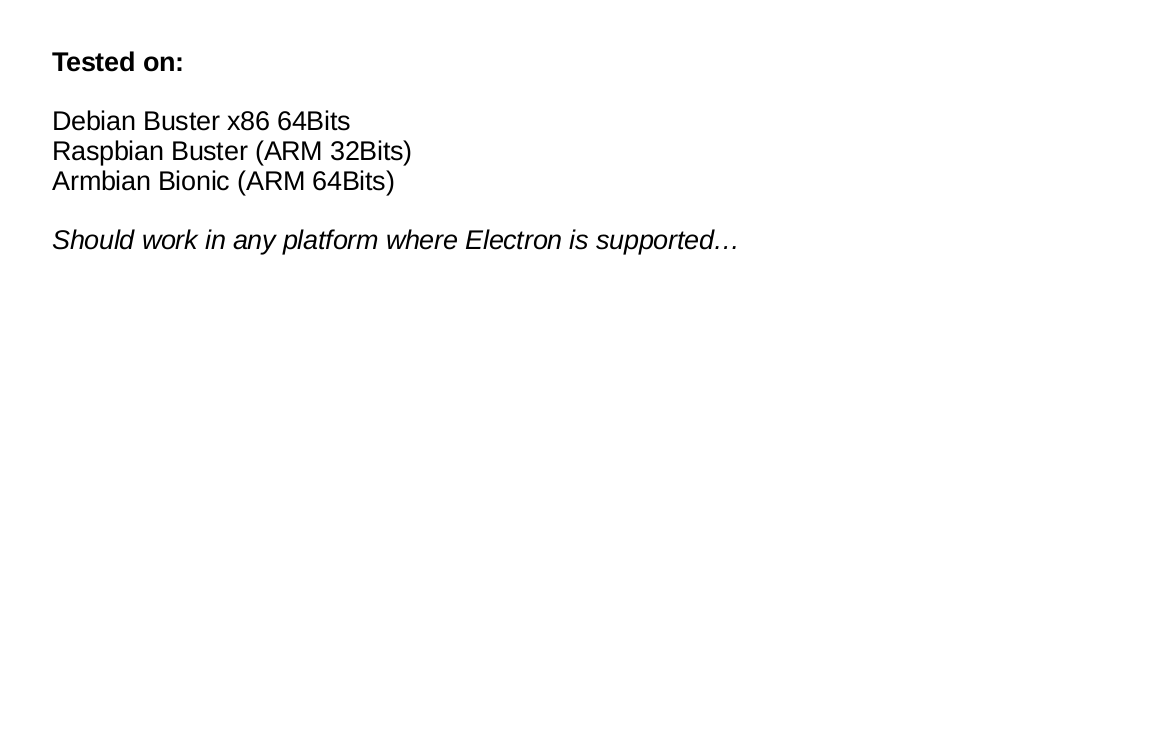 Tested on:
Debian Buster x86 64Bits
Raspbian Buster (ARM 32Bits)
Armbian Bionic (ARM 64Bits)
Should work in any platform where Electron is supported…